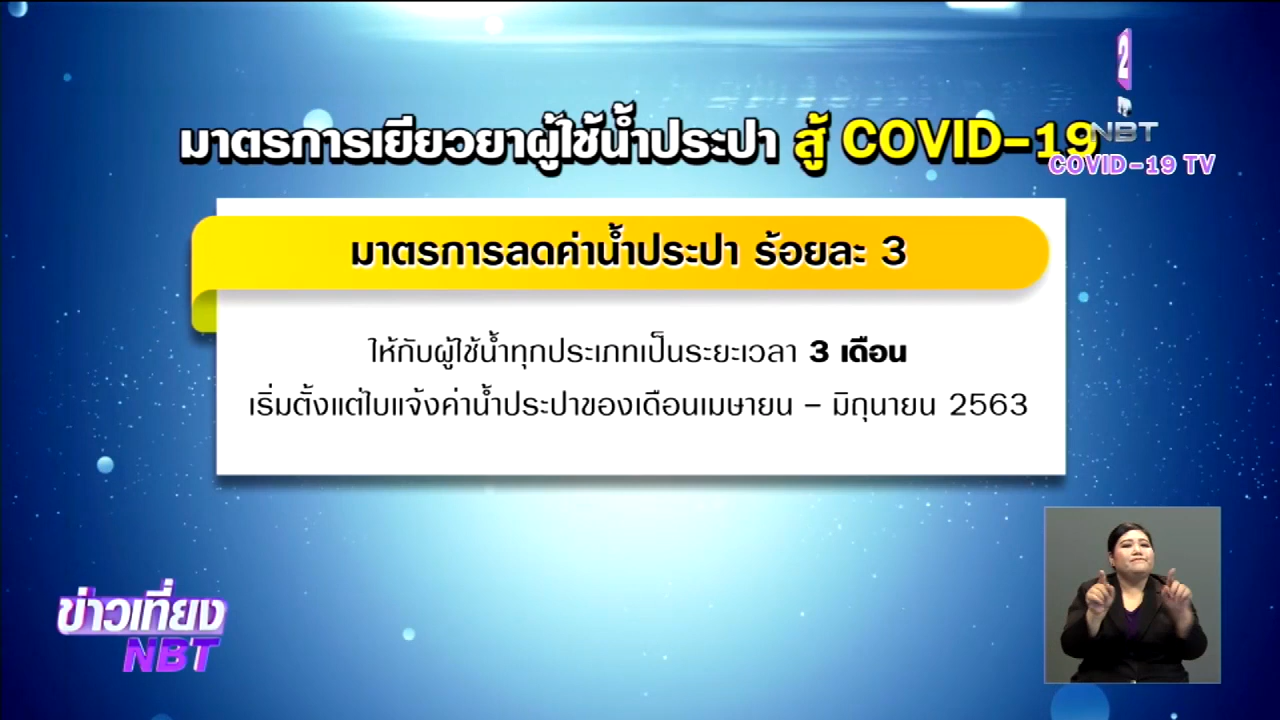 2
NBT
COVID-19 TV
มาตรการเยียวยาผู้ใช้น้ำประปา สู้ COVID-19
มาตรการลดค่าน้ำประปา ร้อยละ 3
ให้กับผู้ใช้น้ำทุกประเภทเป็นระยะเวลา 3 เดือน
เริ่มตั้งแต่ใบแจ้งค่าน้ำประปาของเดือนเมษายน – มิถุนายน 2563
ข่าวเที่ยง
NBT